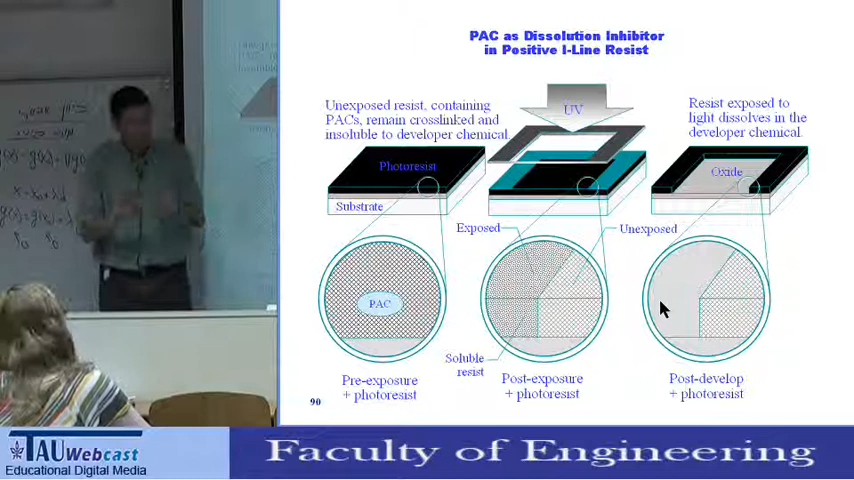 PAC as Dissolution Inhibitor
in Positive I-Line Resist
Unexposed resist, containing
PACs, remain crosslinked and
insoluble to developer chemical.
UV
Resist exposed to
light dissolves in the
developer chemical.
Photoresist
Substrate
Oxide
Exposed
Unexposed
PAC
Soluble
resist
Pre-exposure
+ photoresist
Post-exposure
+ photoresist
Post-develop
+ photoresist
90
TAU Webcast
Educational Digital Media
Faculty of Engineering